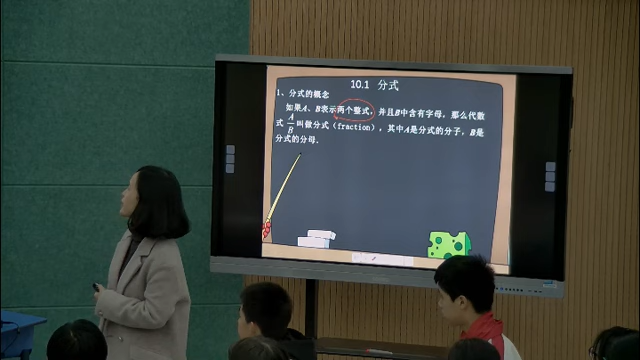 10.1 分式
1、分式的概念
如果A、B表示两个整式，并且B中含有字母，那么代数
式 A/B 叫做分式（fraction），其中A是分式的分子，B是
分式的分母．